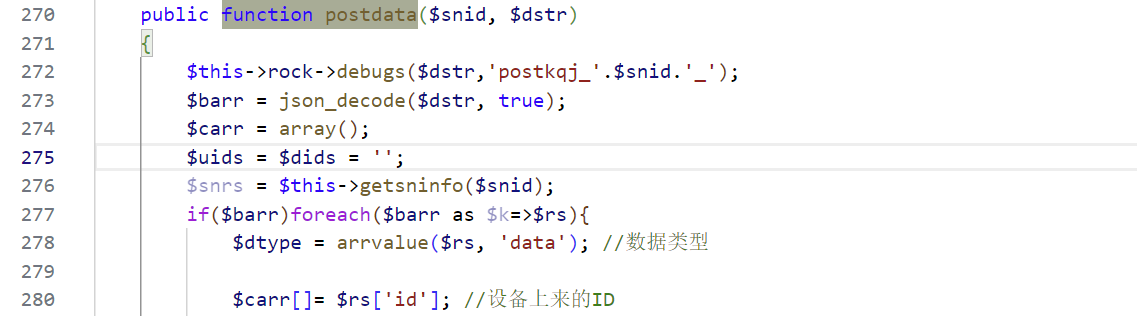 270 public function postdata($snid, $dstr)
271 {
272 $this->rock->debugs($dstr,'postkqj_'.$snid.'_');
273 $barr = json_decode($dstr, true);
274 $carr = array();
275 $uids = $dids = '';
276 $snrs = $this->getsninfo($snid);
277 if($barr)foreach($barr as $k=>$rs){
278 $dtype = arrvalue($rs, 'data'); //数据类型
279
280 $carr[]= $rs['id']; //设备上来的ID